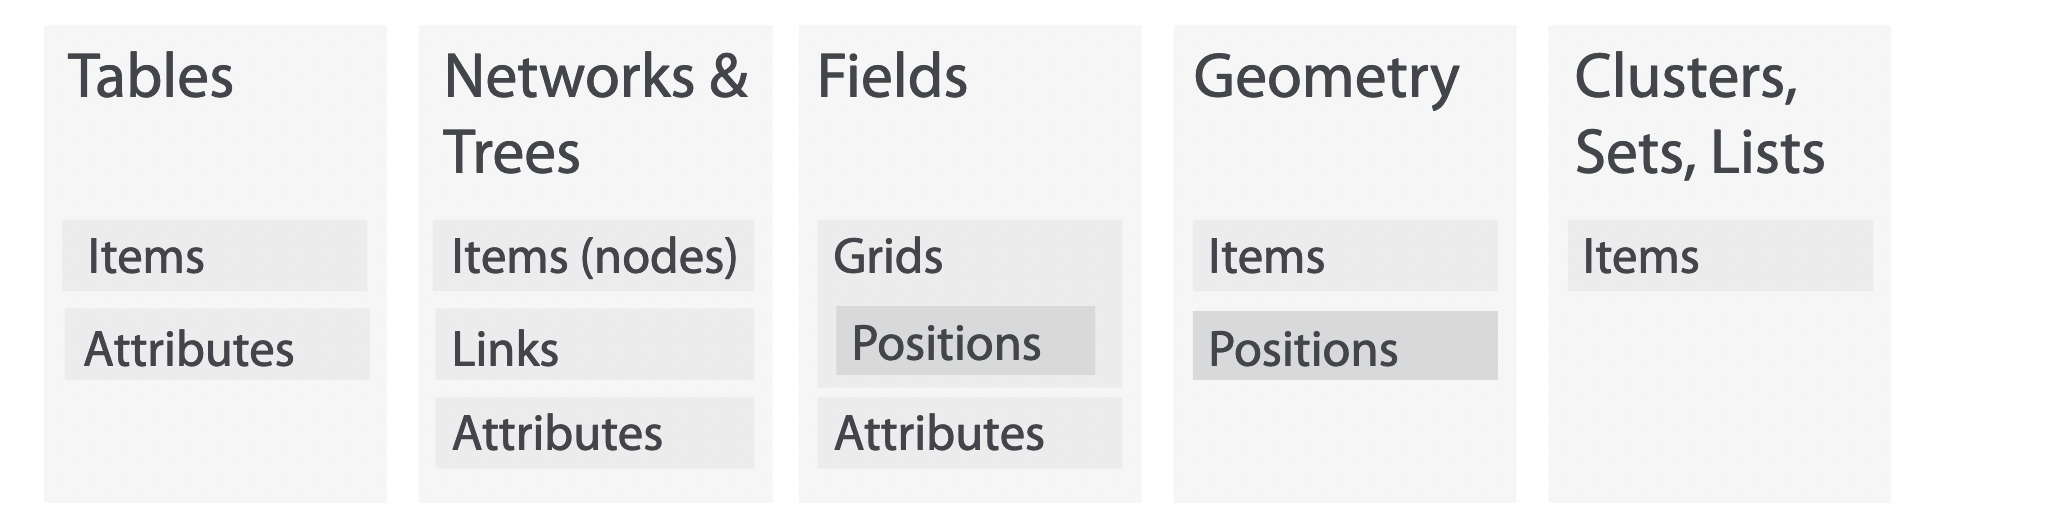 Tables
Items
Attributes
Networks &
Trees
Items (nodes)
Links
Attributes
Fields
Grids
Positions
Attributes
Geometry
Items
Positions
Clusters,
Sets, Lists
Items